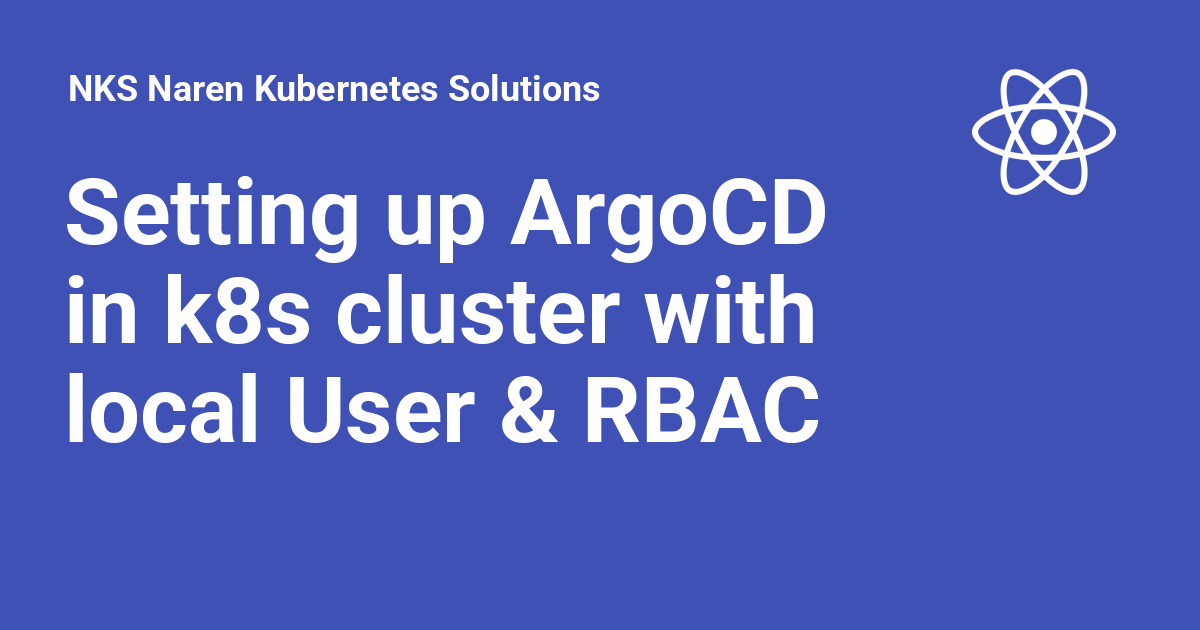 NKS Naren Kubernetes Solutions
Setting up ArgoCD
in k8s cluster with
local User & RBAC